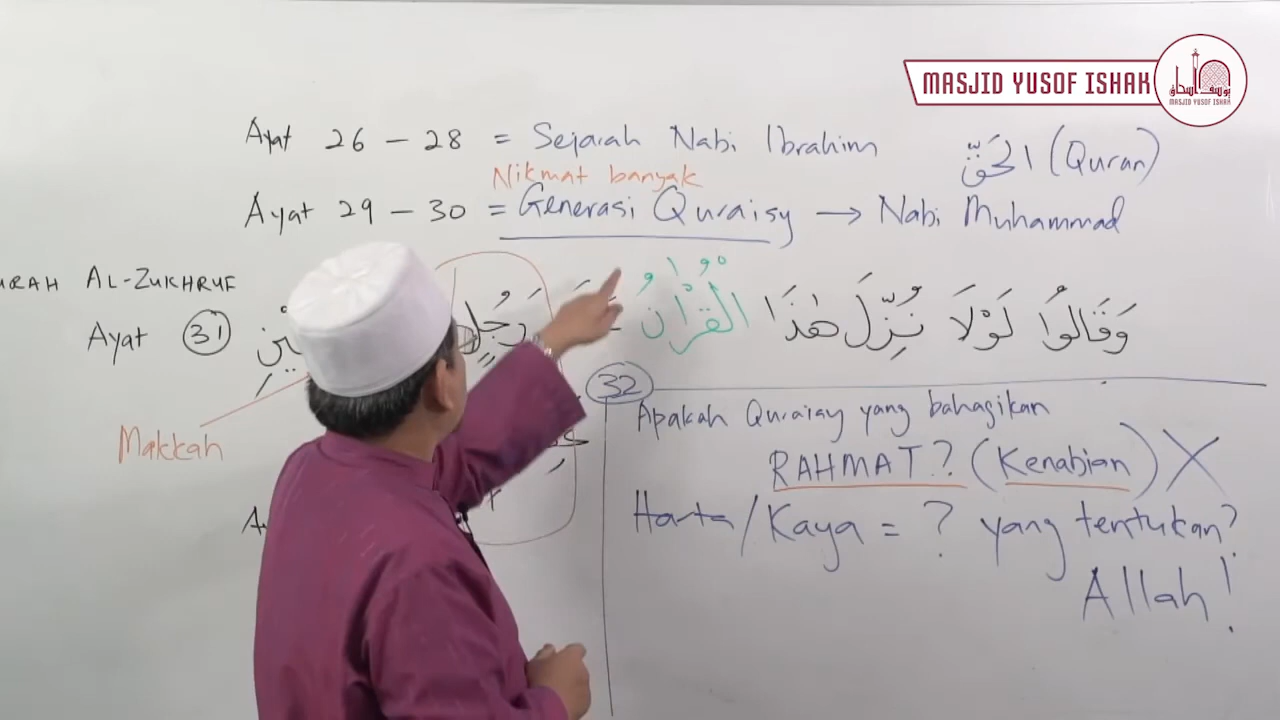 MASJID YUSOF ISHAK
MASJID YUSOF ISHAK
Ayat 26 – 28 = Sejarah Nabi Ibrahim
الحَقّ (Quran)
Nikmat banyak
Ayat 29 – 30 = Generasi Quraisy → Nabi Muhammad
URAH AL-ZUKHRUF
Ayat 31
وَقَالُوا لَوْلَا نُزِّلَ هَٰذَا الْقُرْآنُ
رَجُلٍ
Makkah
32
Apakah Quraisy yang bahagikan
RAHMAT? (Kenabian) X
Harta/Kaya = ? yang tentukan?
Allah!